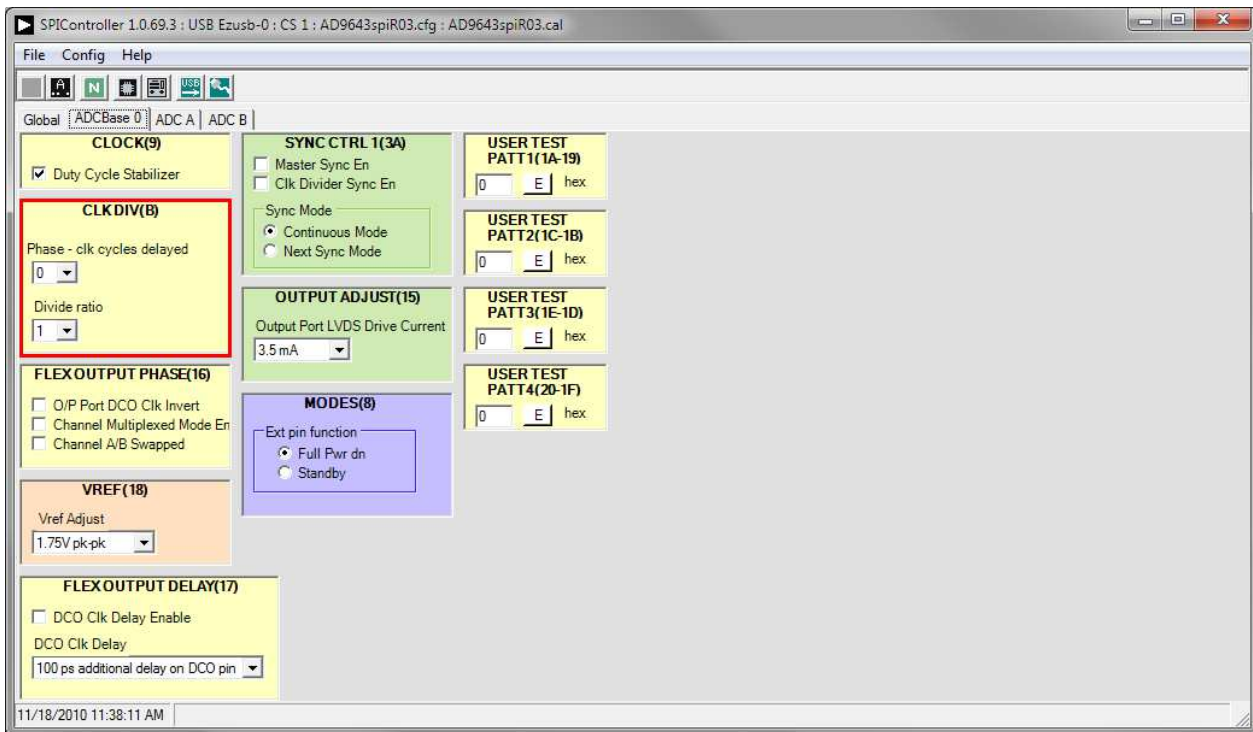 SPIController 1.0.69.3 : USB Ezusb-0 : CS 1 : AD9643spiR03.cfg : AD9643spiR03.cal
File Config Help
Global ADCBase 0 ADC A ADC B
CLOCK(9)
Duty Cycle Stabilizer
CLK DIV(B)
Phase - clk cycles delayed
0
Divide ratio
1
FLEX OUTPUT PHASE(16)
O/P Port DCO Clk Invert
Channel Multiplexed Mode En
Channel A/B Swapped
VREF(18)
Vref Adjust
1.75V pk-pk
FLEX OUTPUT DELAY(17)
DCO Clk Delay Enable
DCO Clk Delay
100 ps additional delay on DCO pin
SYNC CTRL 1(3A)
Master Sync En
Clk Divider Sync En
Sync Mode
Continuous Mode
Next Sync Mode
OUTPUT ADJUST(15)
Output Port LVDS Drive Current
3.5 mA
MODES(8)
Ext pin function
Full Pwr dn
Standby
USER TEST
PATT1(1A-19)
0 E hex
USER TEST
PATT2(1C-1B)
0 E hex
USER TEST
PATT3(1E-1D)
0 E hex
USER TEST
PATT4(20-1F)
0 E hex
11/18/2010 11:38:11 AM